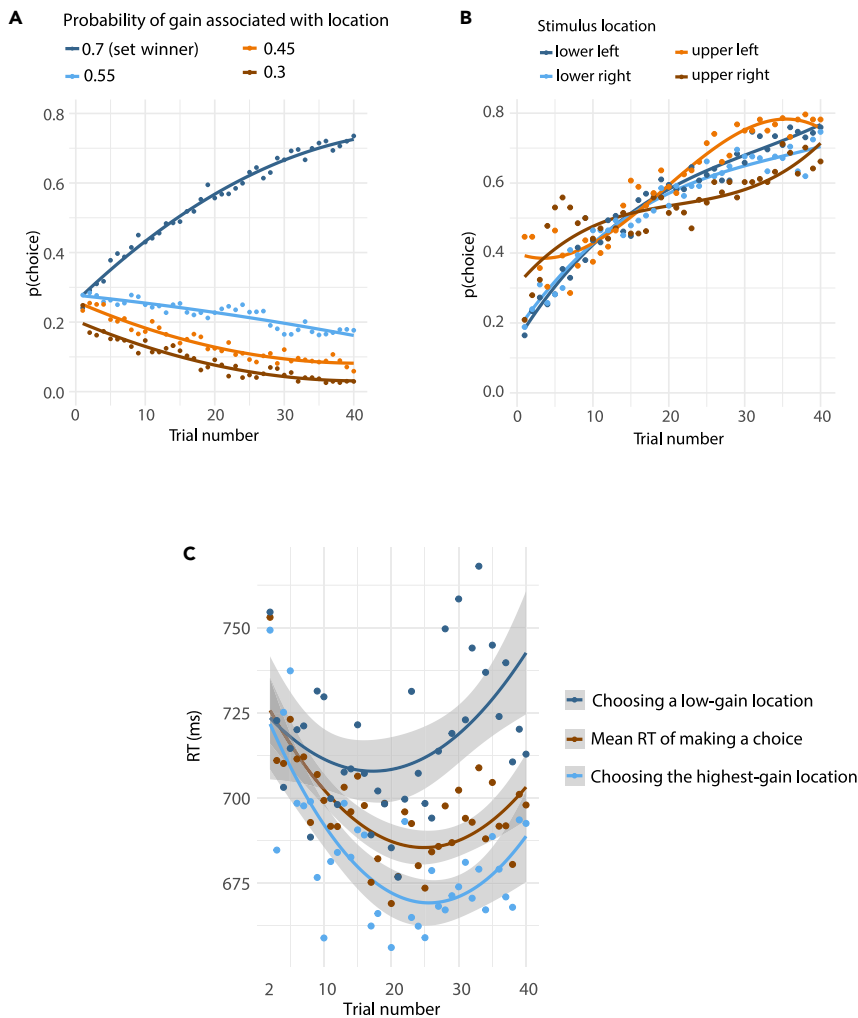 A
Probability of gain associated with location
0.7 (set winner)
0.45
0.55
0.3
0.8
0.6
0.4
0.2
0.0
p(choice)
0
10
20
30
40
Trial number
B
Stimulus location
lower left
upper left
lower right
upper right
0.8
0.6
0.4
0.2
0.0
p(choice)
0
10
20
30
40
Trial number
C
750
725
700
675
RT (ms)
2
10
20
30
40
Trial number
Choosing a low-gain location
Mean RT of making a choice
Choosing the highest-gain location